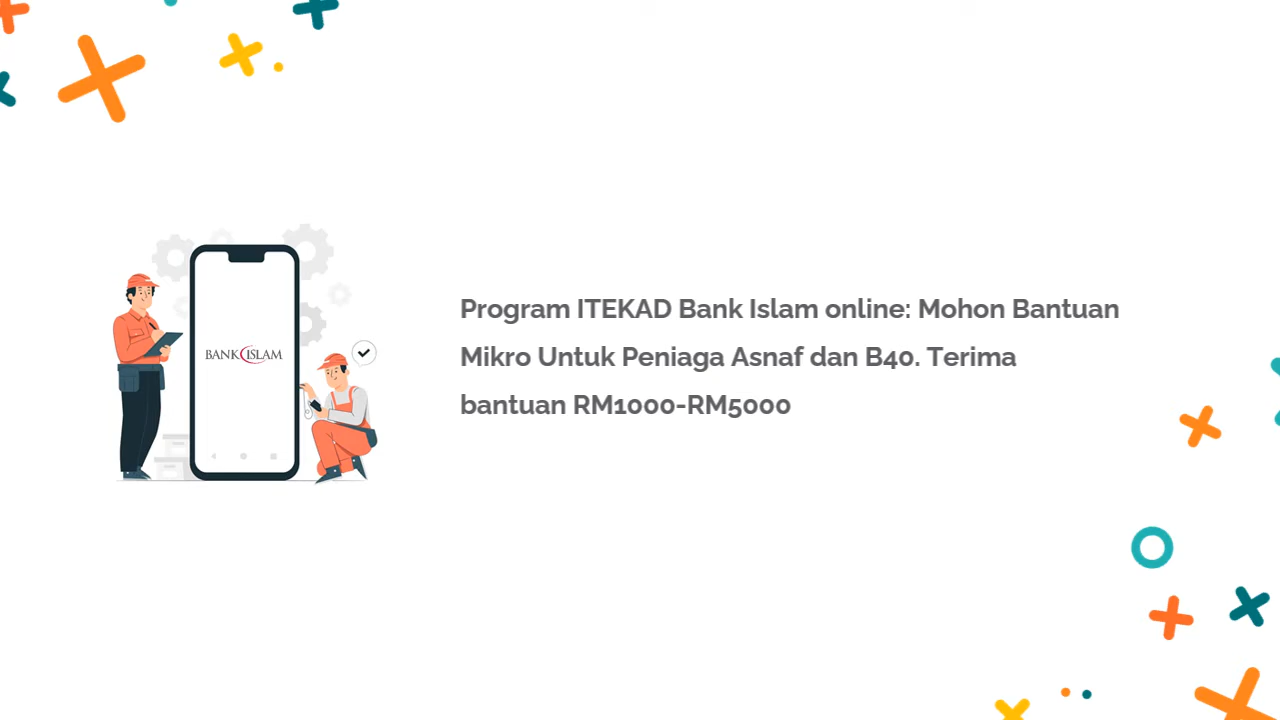 Program ITEKAD Bank Islam online: Mohon Bantuan
Mikro Untuk Peniaga Asnaf dan B40. Terima
bantuan RM1000-RM5000
BANK ISLAM